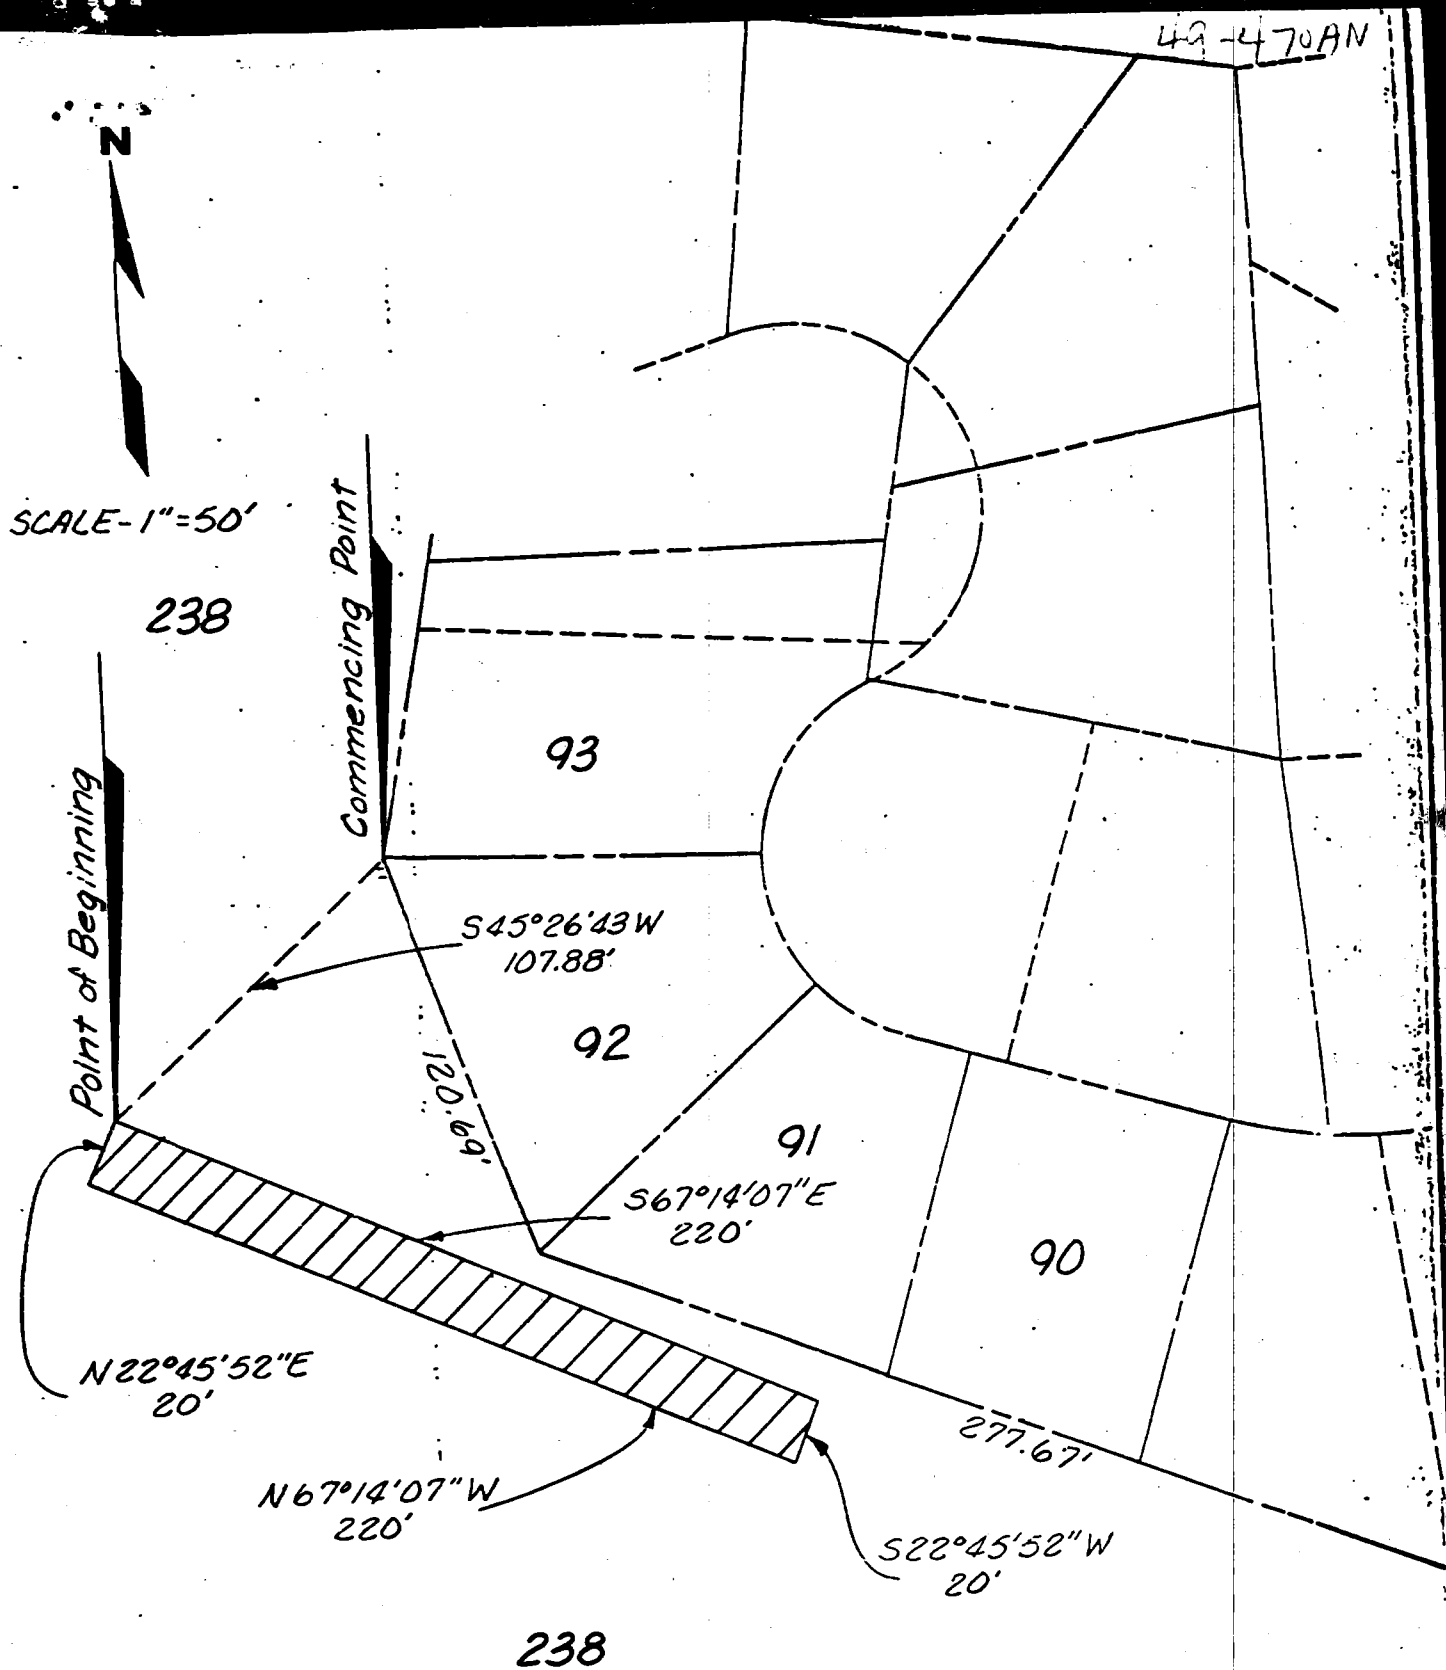 49-470AN
N
SCALE-1"=50'
238
Commencing Point
Point of Beginning
93
S45°26'43W
107.88'
92
120.69'
91
S67°14'07"E
220'
90
N22°45'52"E
20'
277.67'
N67°14'07"W
220'
S22°45'52"W
20'
238